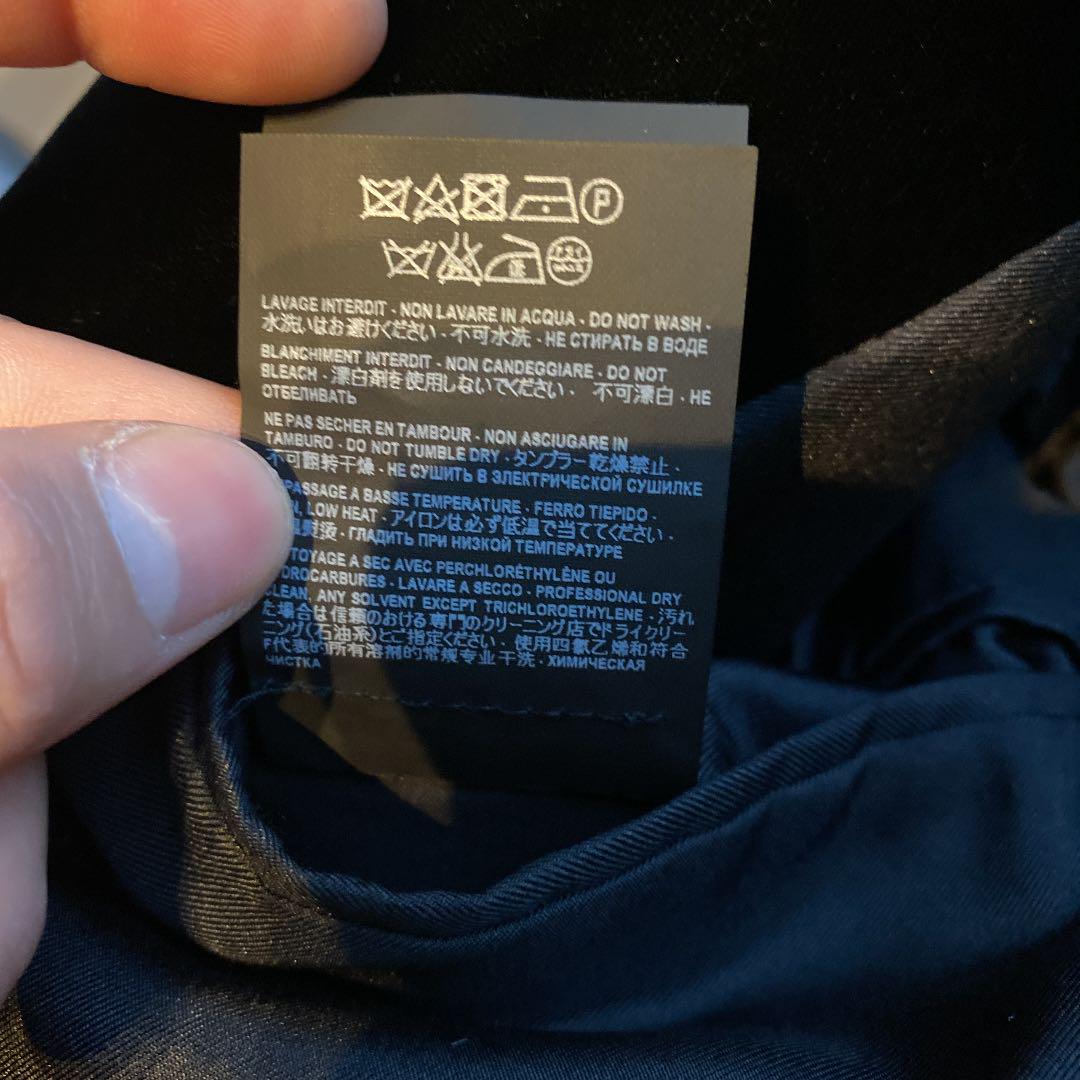 P
LAVAGE INTERDIT - NON LAVARE IN ACQUA - DO NOT WASH -
水洗いはお避けください - 不可水洗 - НЕ СТИРАТЬ В ВОДЕ
BLANCHIMENT INTERDIT - NON CANDEGGIARE - DO NOT
BLEACH - 漂白剤を使用しないでください - 不可漂白 - НЕ
ОТБЕЛИВАТЬ
NE PAS SECHER EN TAMBOUR - NON ASCIUGARE IN
TAMBURO - DO NOT TUMBLE DRY - タンブラー乾燥禁止 -
不可翻转干燥 - НЕ СУШИТЬ В ЭЛЕКТРИЧЕСКОЙ СУШИЛКЕ
PASSAGE A BASSE TEMPERATURE - FERRO TIEPIDO -
LOW HEAT - アイロンは必ず低温で当ててください -
熨烫 - ГЛАДИТЬ ПРИ НИЗКОЙ ТЕМПЕРАТУРЕ
TOYAGE A SEC AVEC PERCHLORÉTHYLÈNE OU
DROCARBURES - LAVARE A SECCO - PROFESSIONAL DRY
CLEAN, ANY SOLVENT EXCEPT TRICHLOROETHYLENE - 汚れ
た場合は信頼のおける専門のクリーニング店でドライクリー
ニング(石油系)とご指定ください - 使用四氯乙烯和符合
F代表的所有溶剂的常规专业干洗 - ХИМИЧЕСКАЯ
ЧИСТКА